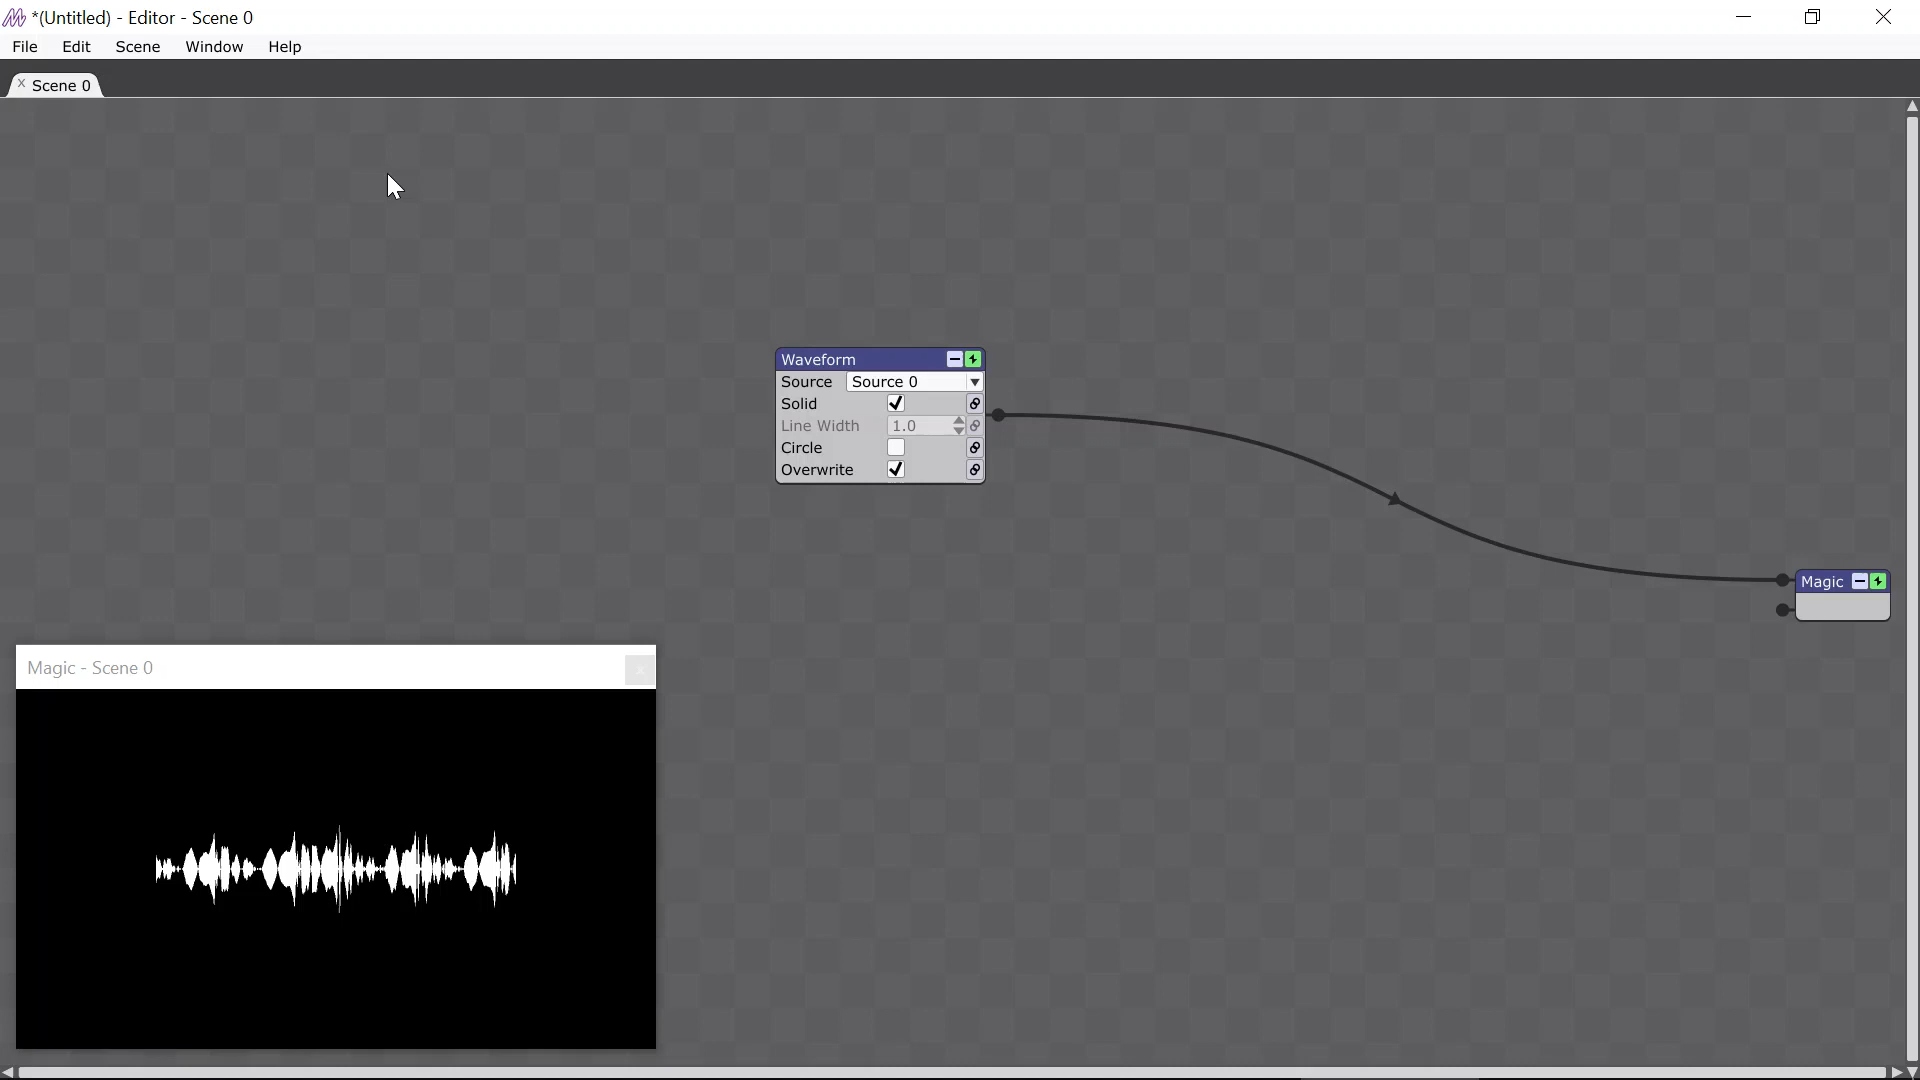 *(Untitled) - Editor - Scene 0
File Edit Scene Window Help
x Scene 0
Waveform
Source Source 0
Solid
Line Width 1.0
Circle
Overwrite
Magic
Magic - Scene 0